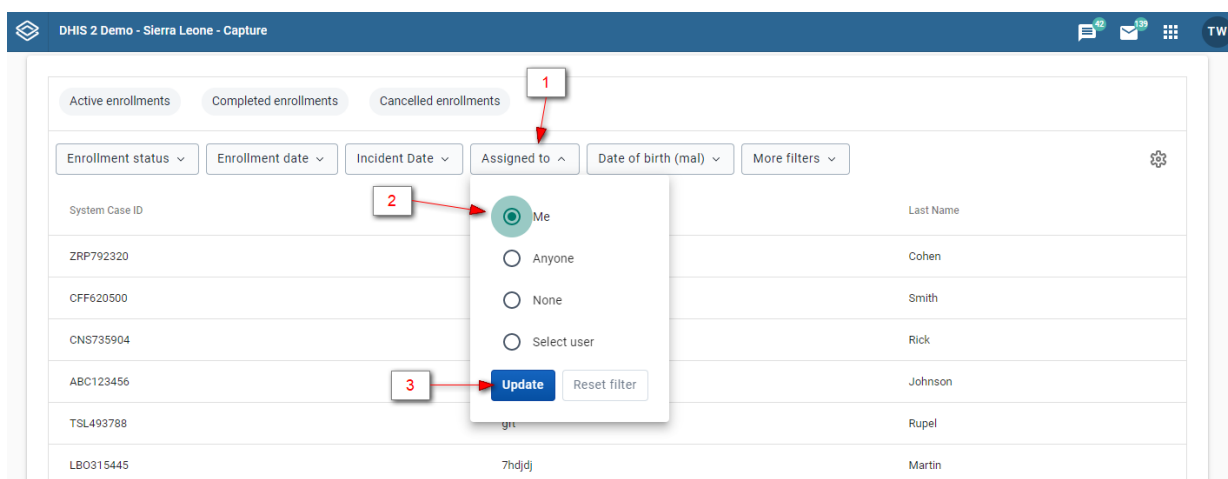 DHIS 2 Demo - Sierra Leone - Capture 42 139 TW
1
Active enrollments Completed enrollments Cancelled enrollments
Enrollment status Enrollment date Incident Date Assigned to Date of birth (mal) More filters
2
System Case ID Last Name
Me
ZRP792320 Anyone Cohen
CFF620500 None Smith
CNS735904 Select user Rick
ABC123456 3 Update Reset filter Johnson
TSL493788 Rupel
LBO315445 7hdjdj Martin